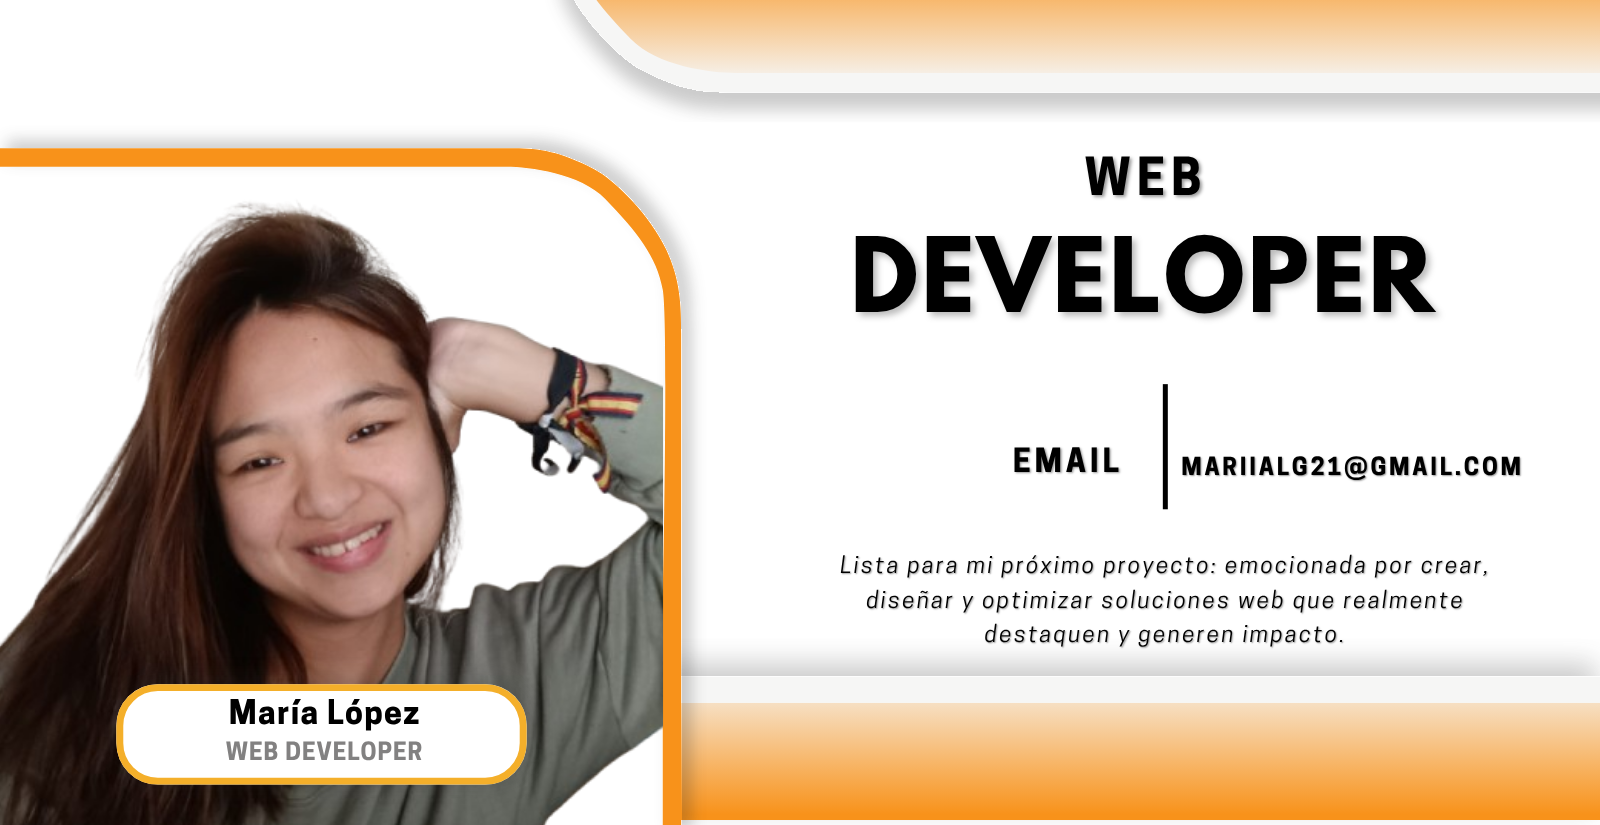 WEB
DEVELOPER
EMAIL
MARIIALG21@GMAIL.COM
Lista para mi próximo proyecto: emocionada por crear,
diseñar y optimizar soluciones web que realmente
destaquen y generen impacto.
María López
WEB DEVELOPER